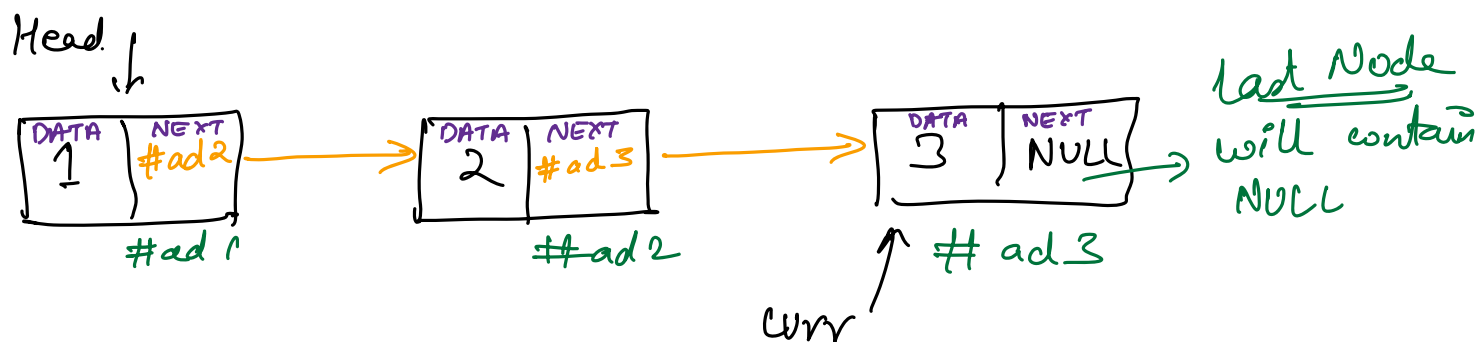 Head
DATA NEXT
1 #ad2
#ad1
DATA NEXT
2 #ad3
#ad2
DATA NEXT
3 NULL
#ad3
curr
last Node
will contain
NULL